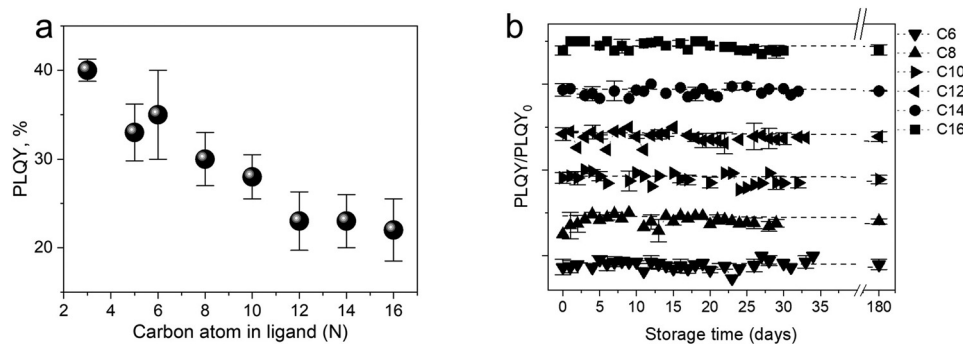 a
PLQY, %
40
30
20
2 4 6 8 10 12 14 16
Carbon atom in ligand (N)
b
PLQY/PLQY₀
0 5 10 15 20 25 30 35 180
Storage time (days)
C6
C8
C10
C12
C14
C16